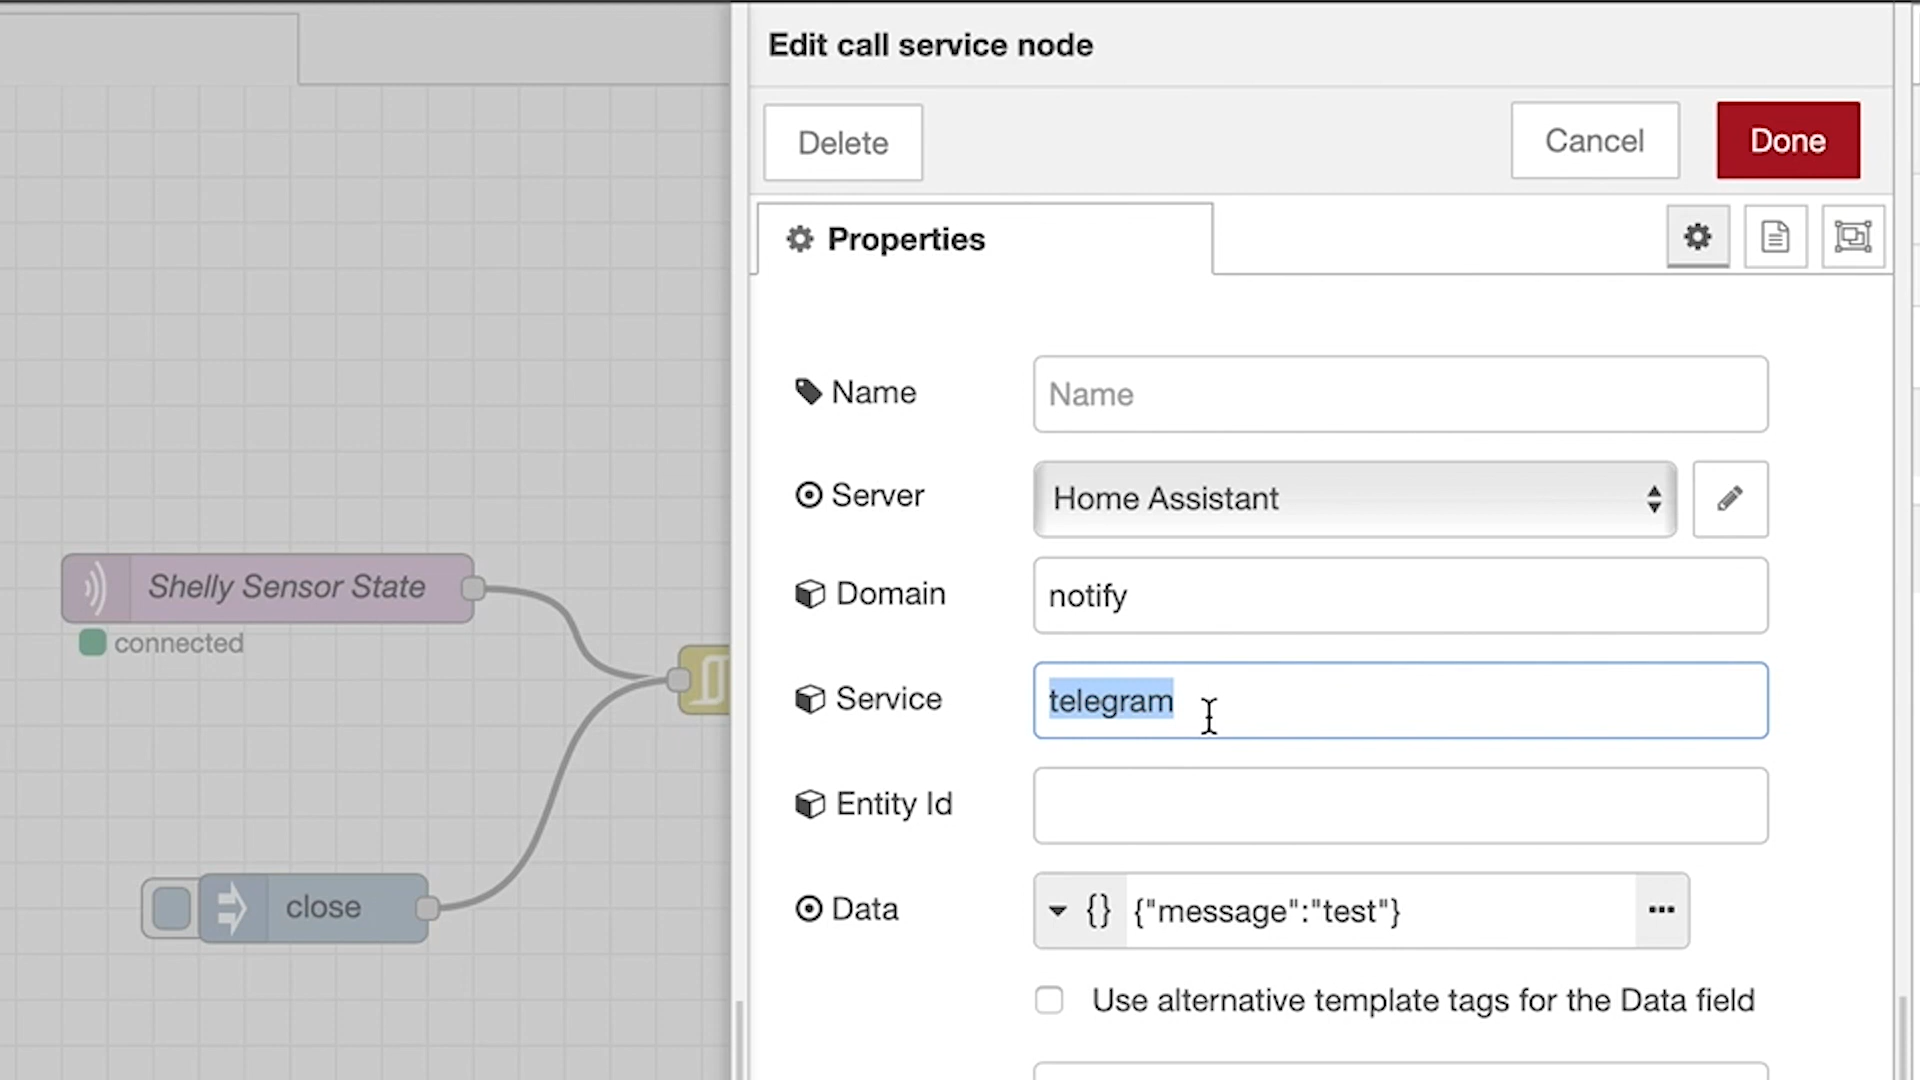 Edit call service node
Delete
Cancel
Done
Properties
Name
Name
Server
Home Assistant
Domain
notify
Service
telegram
Entity Id
Data
{} {"message":"test"}
Use alternative template tags for the Data field
Shelly Sensor State
connected
close